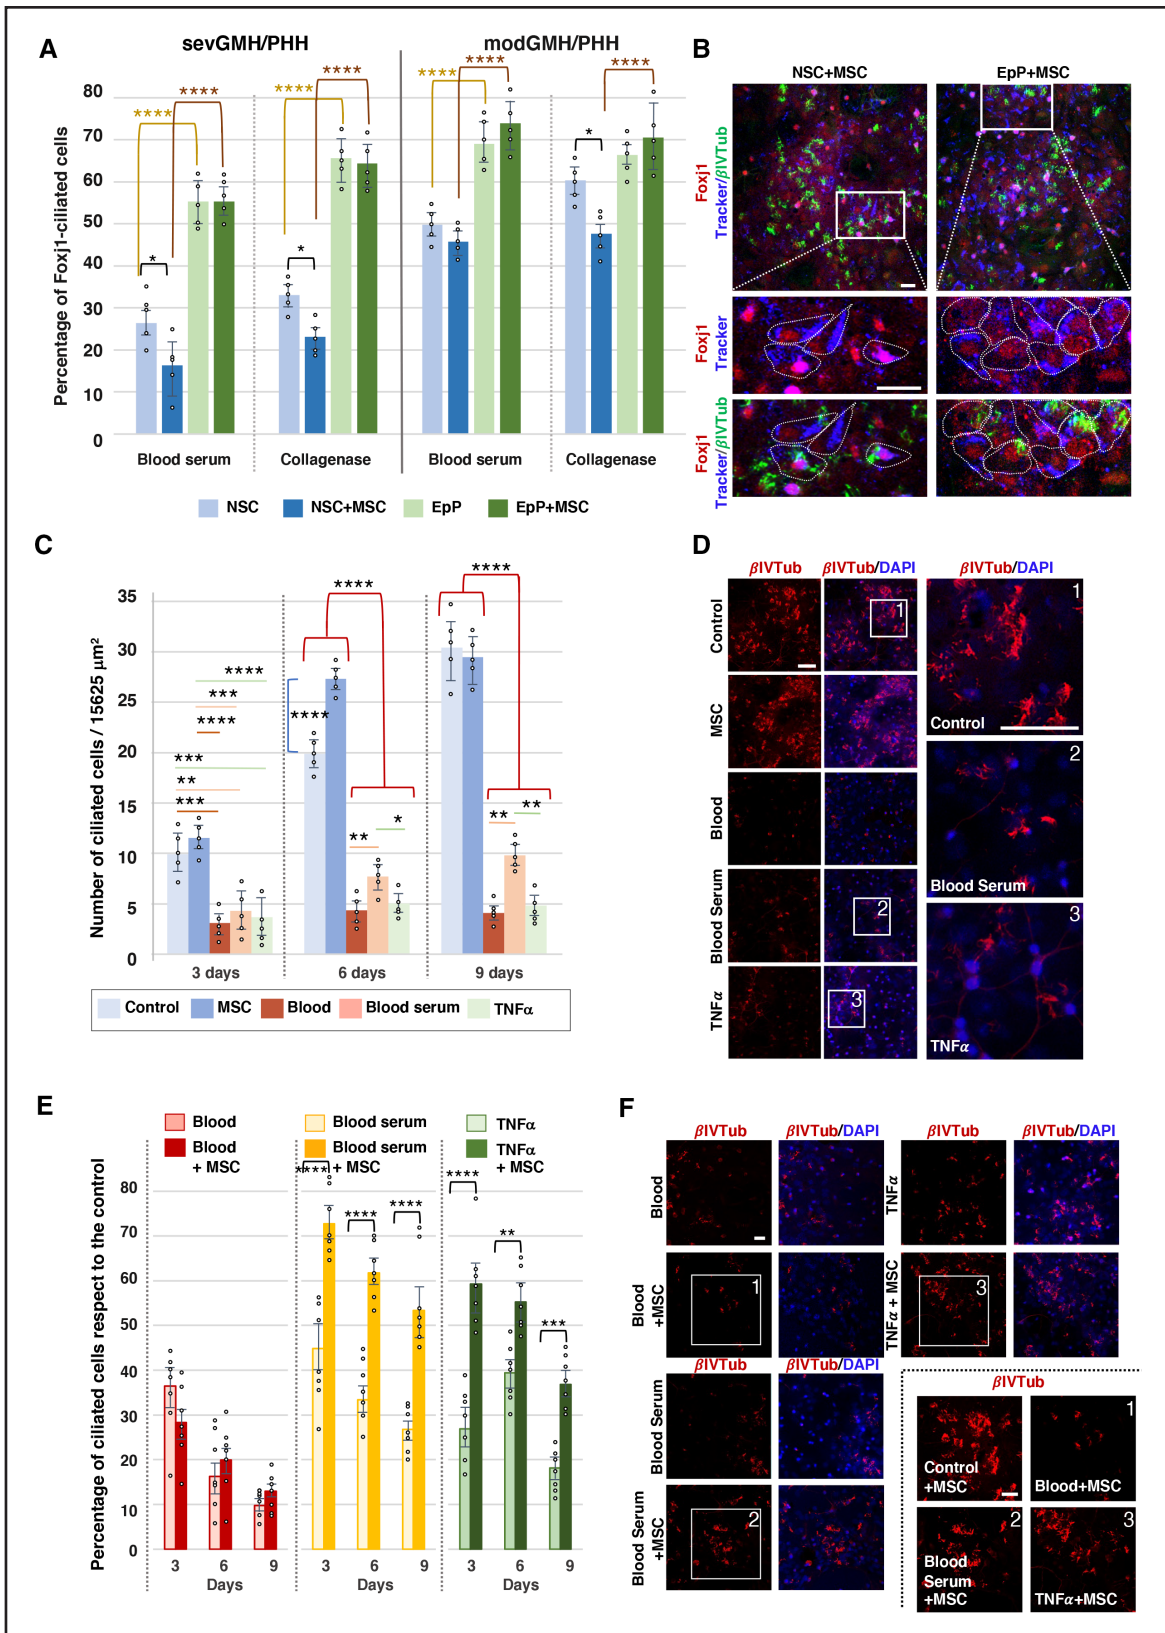 A
sevGMH/PHH
modGMH/PHH
Percentage of Foxj1-ciliated cells
80
70
60
50
40
30
20
10
0
****
****
****
****
****
****
****
*
*
*
Blood serum
Collagenase
Blood serum
Collagenase
NSC
NSC+MSC
EpP
EpP+MSC
B
NSC+MSC
EpP+MSC
Foxj1
Tracker/βIVTub
Foxj1
Tracker
Foxj1
Tracker/βIVTub
C
Number of ciliated cells / 15625 μm²
35
30
25
20
15
10
5
0
****
***
****
***
**
***
****
****
**
*
****
**
**
3 days
6 days
9 days
Control
MSC
Blood
Blood serum
TNFα
D
βIVTub
βIVTub/DAPI
βIVTub/DAPI
Control
MSC
Blood
Blood Serum
TNFα
1
2
3
1
Control
2
Blood Serum
3
TNFα
E
Blood
Blood
+ MSC
Blood serum
Blood serum
+ MSC
TNFα
TNFα
+ MSC
Percentage of ciliated cells respect to the control
80
70
60
50
40
30
20
10
0
****
****
****
****
**
***
3
6
9
Days
3
6
9
Days
3
6
9
Days
F
βIVTub
βIVTub/DAPI
βIVTub
βIVTub/DAPI
Blood
TNFα
Blood
+MSC
1
TNFα + MSC
3
βIVTub
βIVTub/DAPI
Blood Serum
Blood Serum
+MSC
2
βIVTub
Control
+MSC
1
Blood+MSC
2
Blood
Serum
+MSC
3
TNFα+MSC